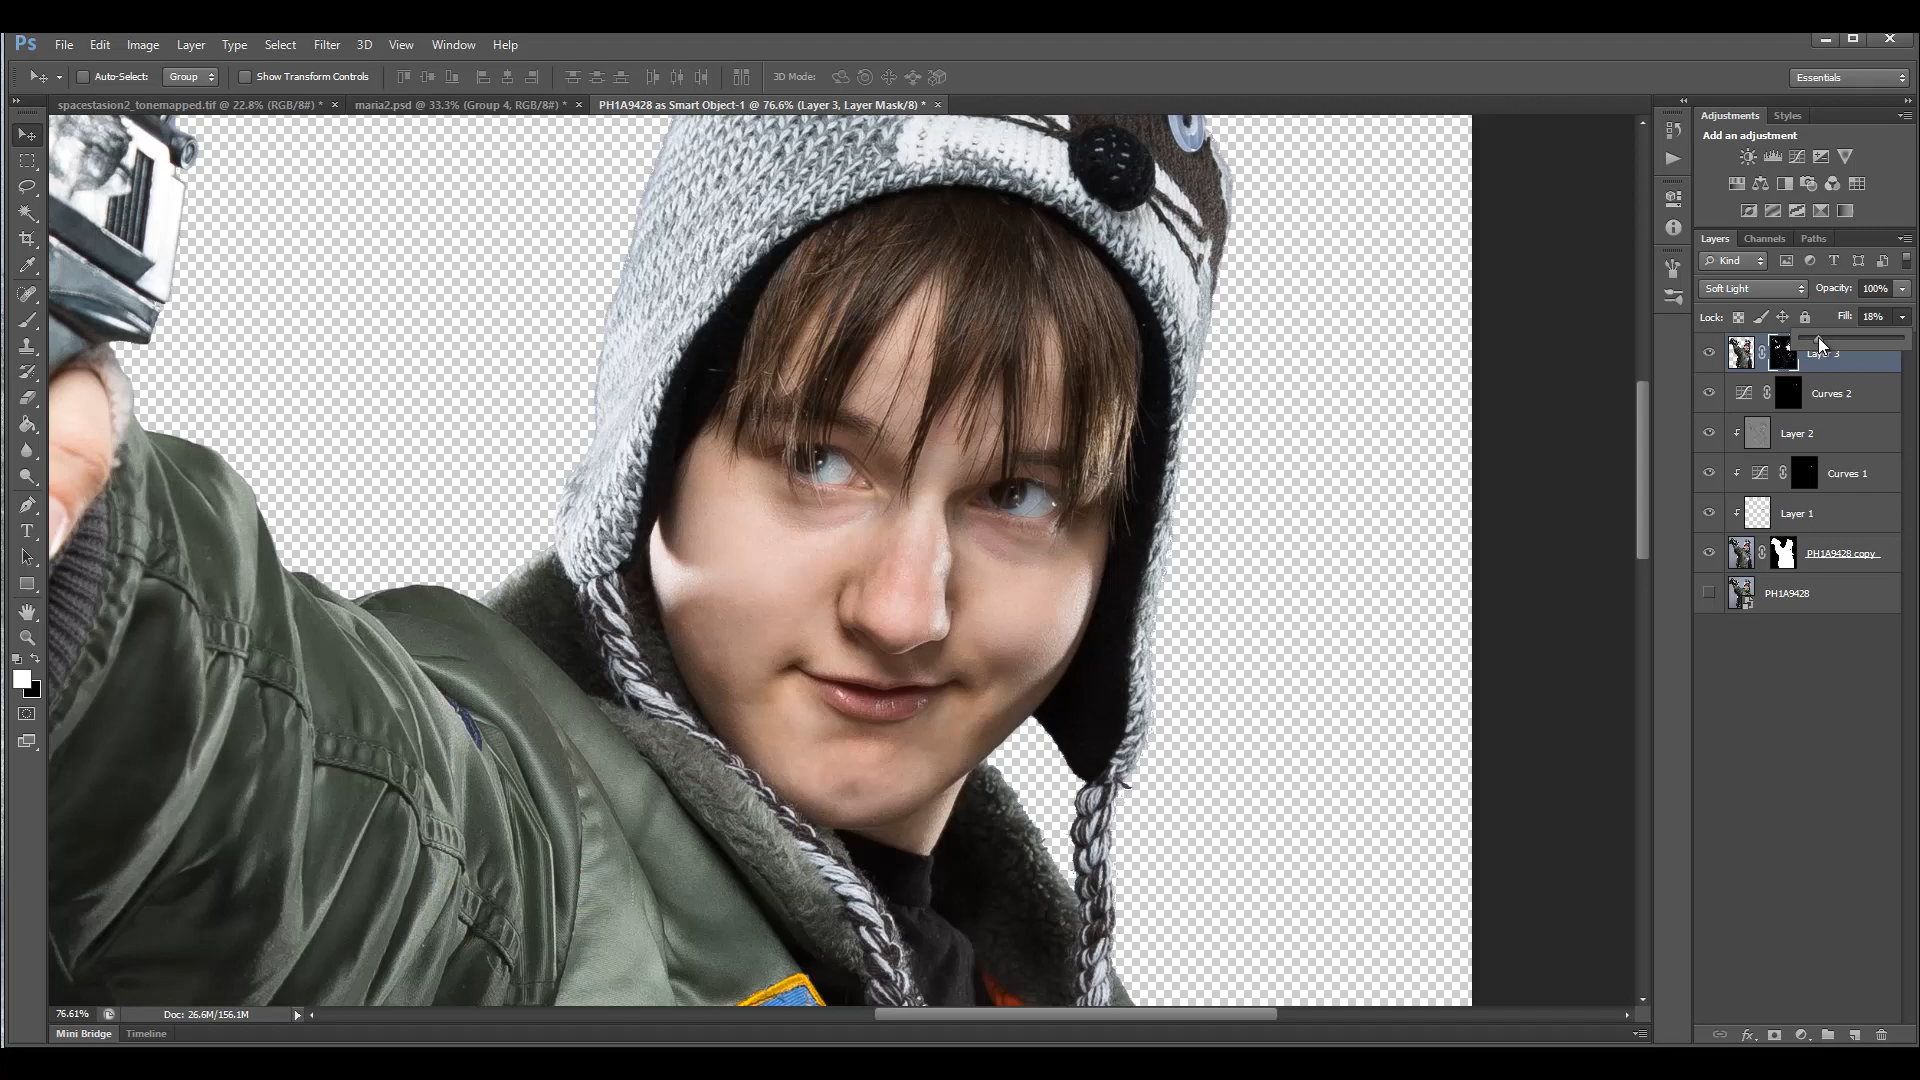 Ps File Edit Image Layer Type Select Filter 3D View Window Help
Auto-Select: Group Show Transform Controls 3D Mode: Essentials
spacestasion2_tonemapped.tif @ 22.8% (RGB/8#) * × maria2.psd @ 33.3% (Group 4, RGB/8#) * × PH1A9428 as Smart Object-1 @ 76.6% (Layer 3, Layer Mask/8) * ×
Adjustments Styles
Add an adjustment
Layers Channels Paths
Kind
Soft Light Opacity: 100%
Lock: Fill: 18%
Layer 3
Curves 2
Layer 2
Curves 1
Layer 1
PH1A9428 copy
PH1A9428
76.61% Doc: 26.6M/156.1M
Mini Bridge Timeline